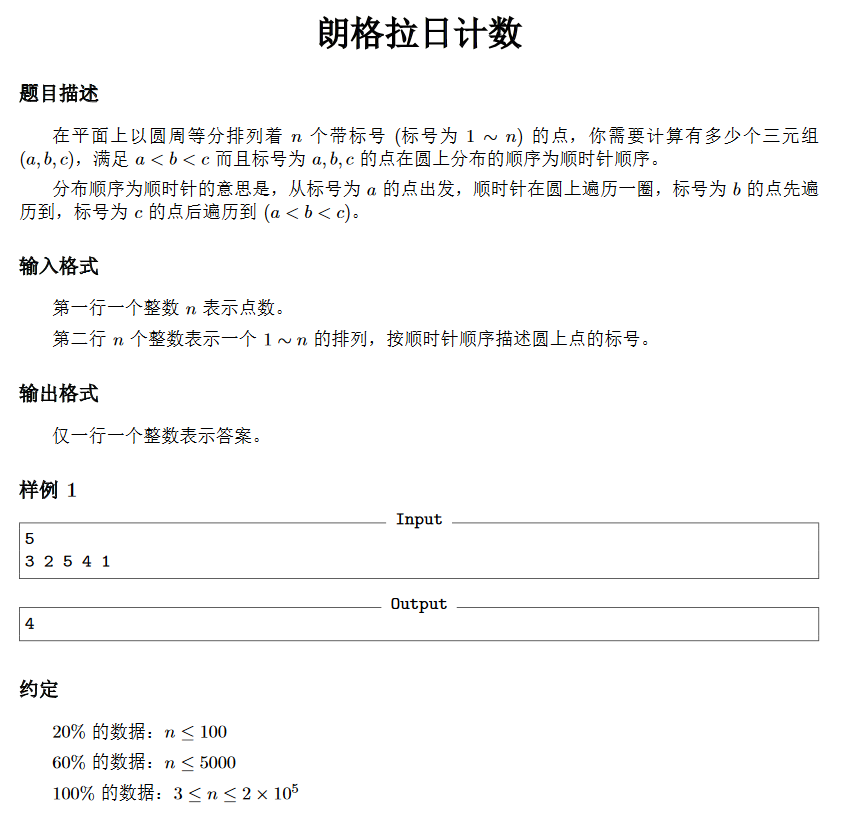 朗格拉日计数
题目描述
在平面上以圆周等分排列着 n 个带标号 (标号为 1 ∼ n) 的点，你需要计算有多少个三元组
(a, b, c)，满足 a < b < c 而且标号为 a, b, c 的点在圆上分布的顺序为顺时针顺序。
分布顺序为顺时针的意思是，从标号为 a 的点出发，顺时针在圆上遍历一圈，标号为 b 的点先遍
历到，标号为 c 的点后遍历到 (a < b < c)。
输入格式
第一行一个整数 n 表示点数。
第二行 n 个整数表示一个 1 ∼ n 的排列，按顺时针顺序描述圆上点的标号。
输出格式
仅一行一个整数表示答案。
样例 1
Input
5
3 2 5 4 1
Output
4
约定
20% 的数据：n ≤ 100
60% 的数据：n ≤ 5000
100% 的数据：3 ≤ n ≤ 2 × 10⁵